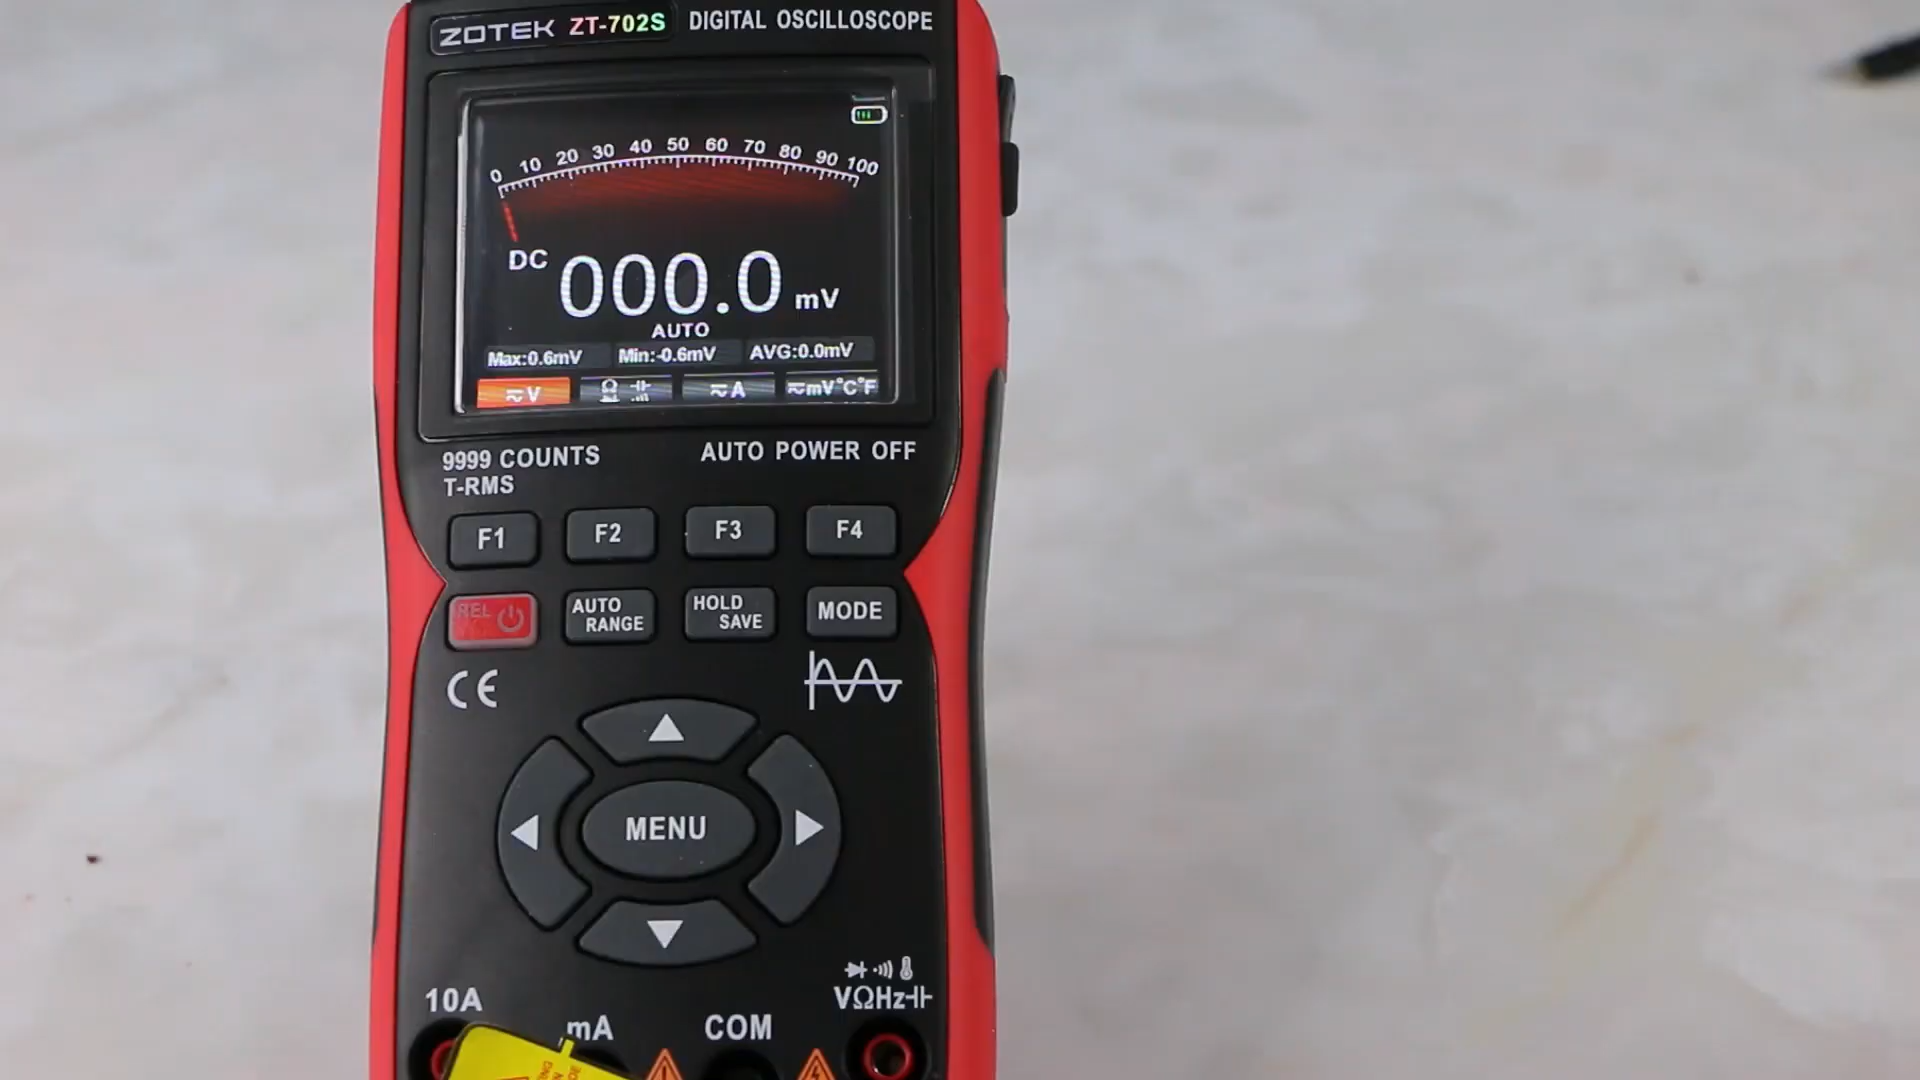 ZOTEK ZT-702S DIGITAL OSCILLOSCOPE
0 10 20 30 40 50 60 70 80 90 100
DC 000.0 mV
AUTO
Max:0.6mV Min:-0.6mV AVG:0.0mV
V Ω A mV°C°F
9999 COUNTS AUTO POWER OFF
T-RMS
F1 F2 F3 F4
REL AUTO RANGE HOLD SAVE MODE
CE
MENU
10A mA COM VΩHz